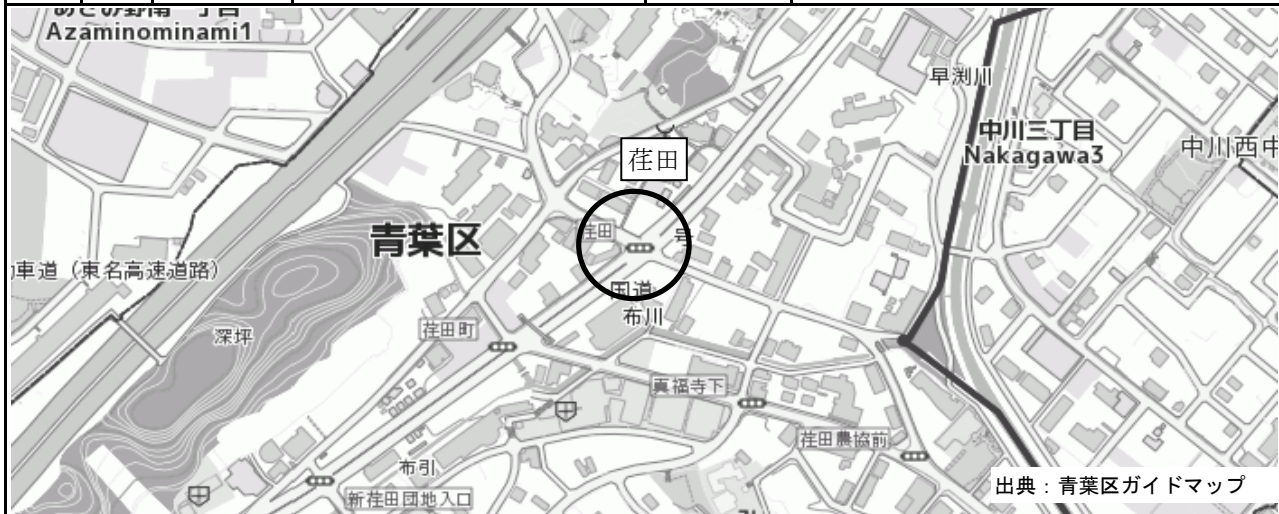 Azaminominami1
早渕川
中川三丁目
Nakagawa3
中川西中
荏田
荏田
号
青葉区
車道（東名高速道路）
国道
布川
荏田町
深坪
真福寺下
荏田農協前
布引
新荏田団地入口
出典：青葉区ガイドマップ